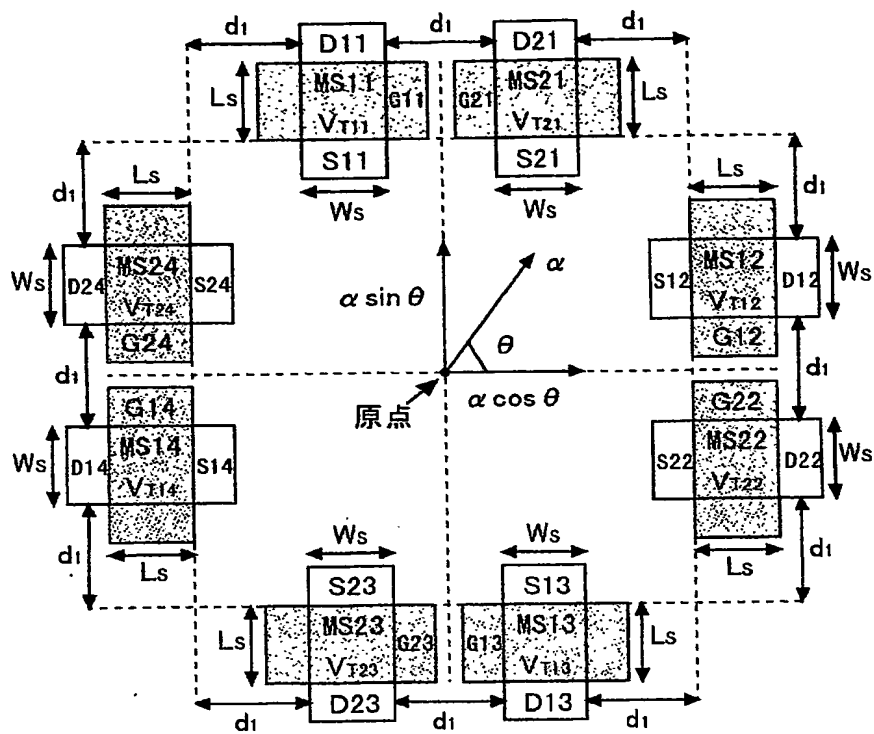 d1 D11 d1 D21 d1
Ls MS11 G11 G21 MS21 Ls
VT11 VT21
S11 S21
d1 Ls Ws Ws Ls d1
Ws D24 MS24 S24 α S12 MS12 D12 Ws
VT24 α sin θ VT12
G24 θ G12
d1 α cos θ d1
G14 原点 G22
Ws D14 MS14 S14 S22 MS22 D22 Ws
VT14 VT22
d1 Ls Ws Ws Ls d1
S23 S13
Ls MS23 G23 G13 MS13 Ls
VT23 VT13
d1 D23 d1 D13 d1